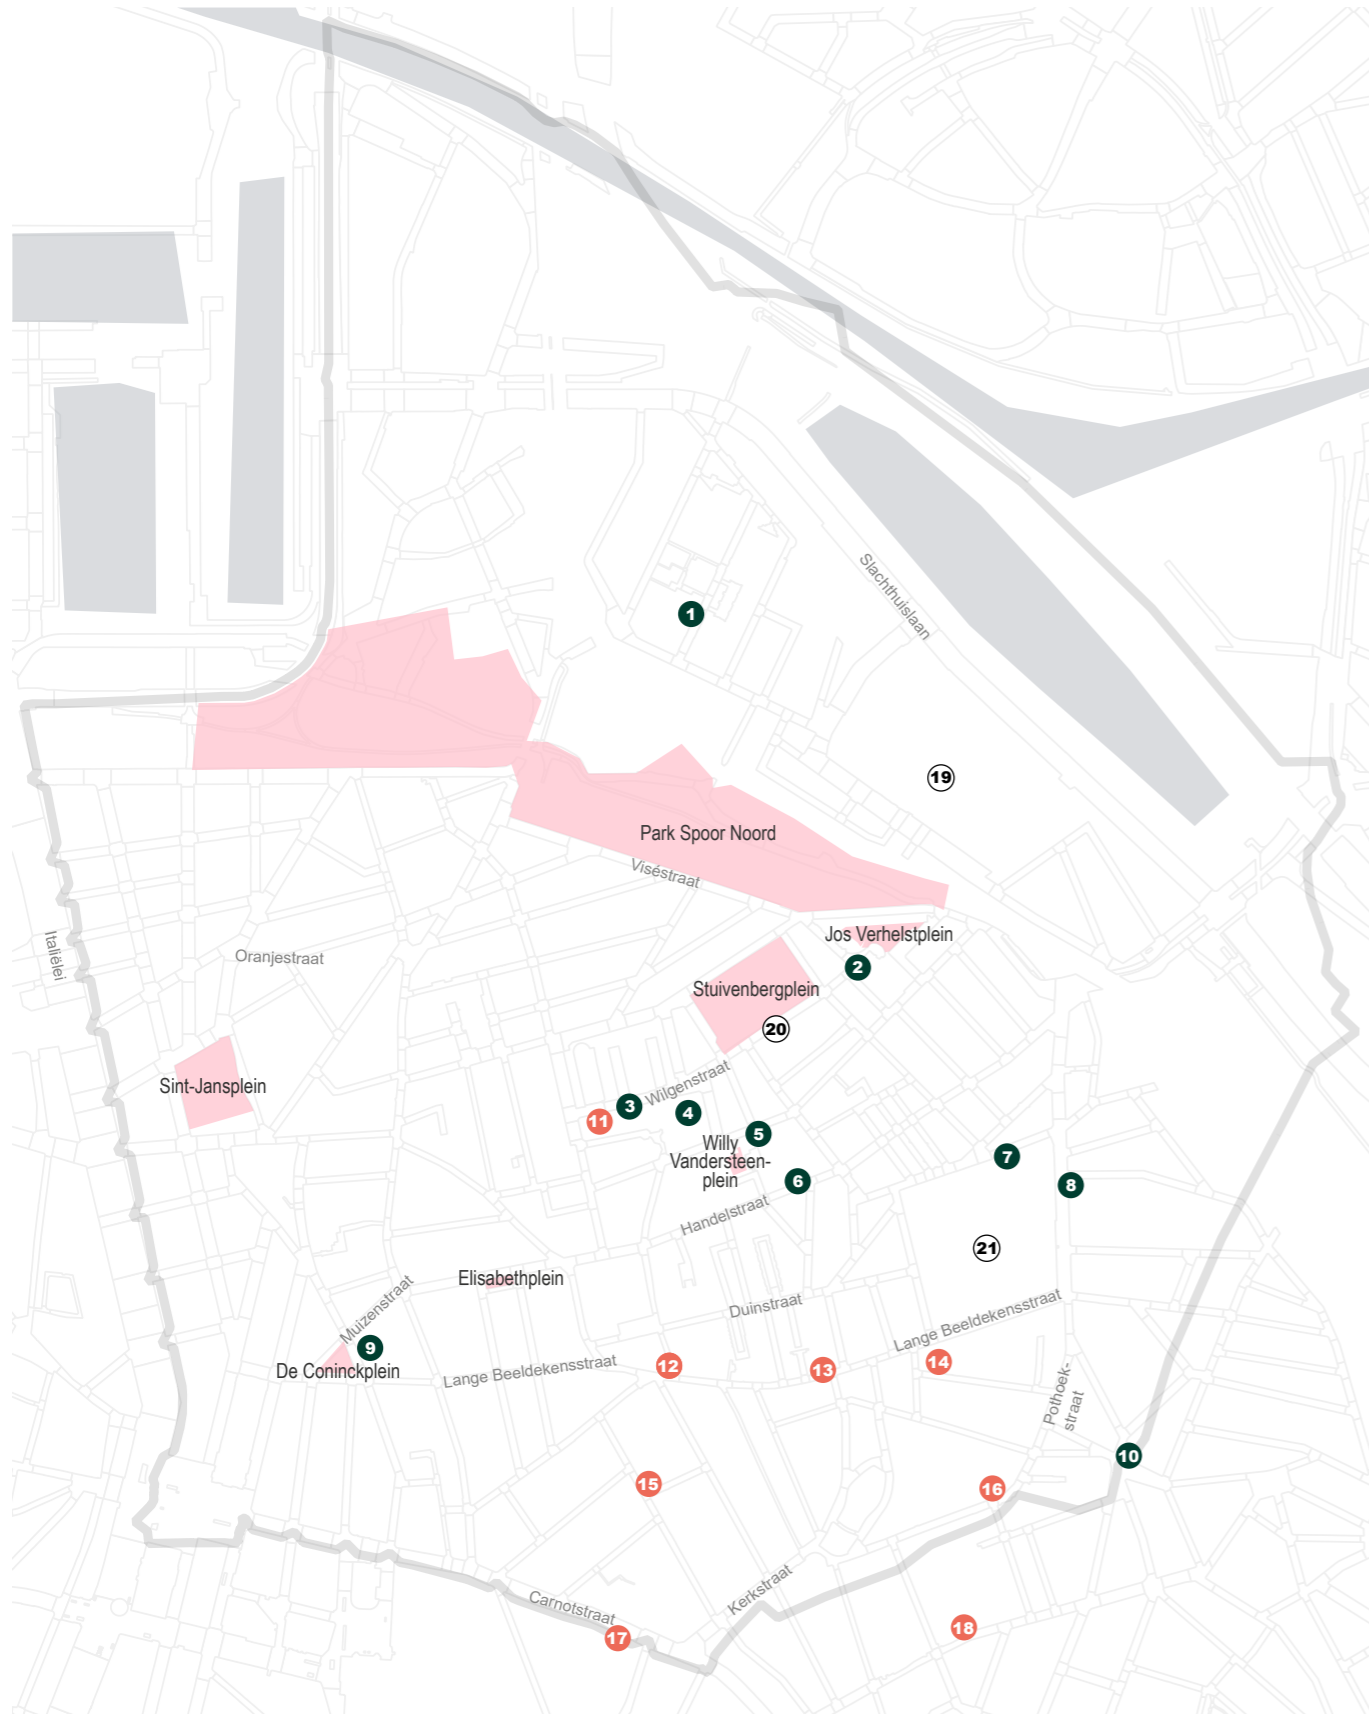 1
Slachthuislaan
19
Park Spoor Noord
Viséstraat
Italiëlei
Oranjestraat
Jos Verhelstplein
2
Stuivenbergplein
20
Sint-Jansplein
Wilgenstraat
3
4
11
5
Willy
Vandersteen-
plein
6
7
8
Handelstraat
21
Elisabethplein
Muizenstraat
Duinstraat
Lange Beeldekensstraat
9
De Coninckplein
Lange Beeldekensstraat
12
13
14
Pothoek-
straat
10
15
16
Kerkstraat
Carnotstraat
17
18